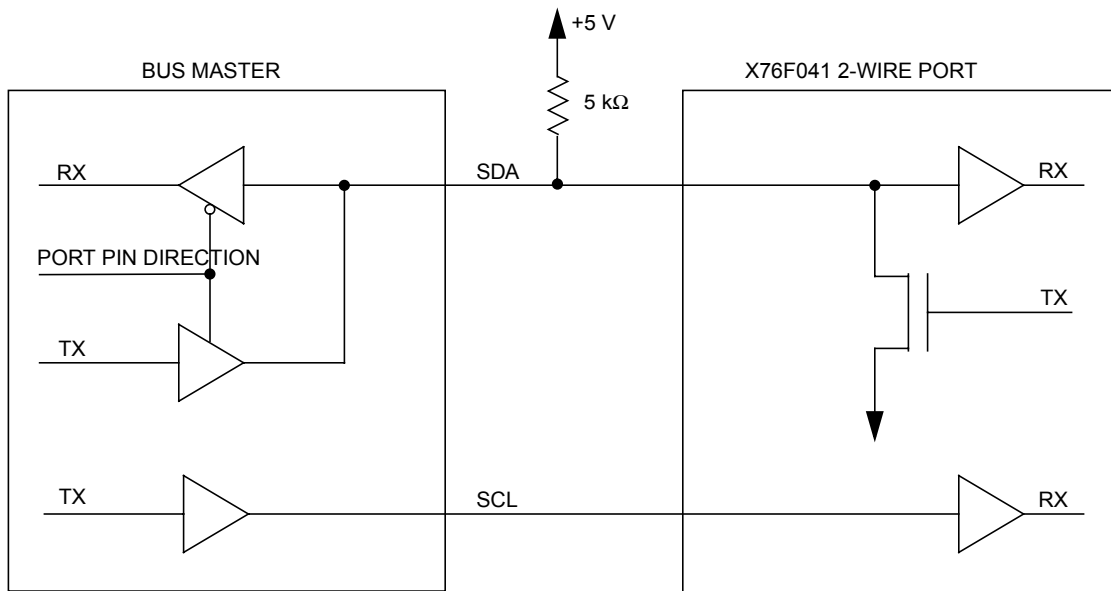 +5 V
BUS MASTER
X76F041 2-WIRE PORT
5 kΩ
RX
SDA
RX
PORT PIN DIRECTION
TX
TX
TX
SCL
RX